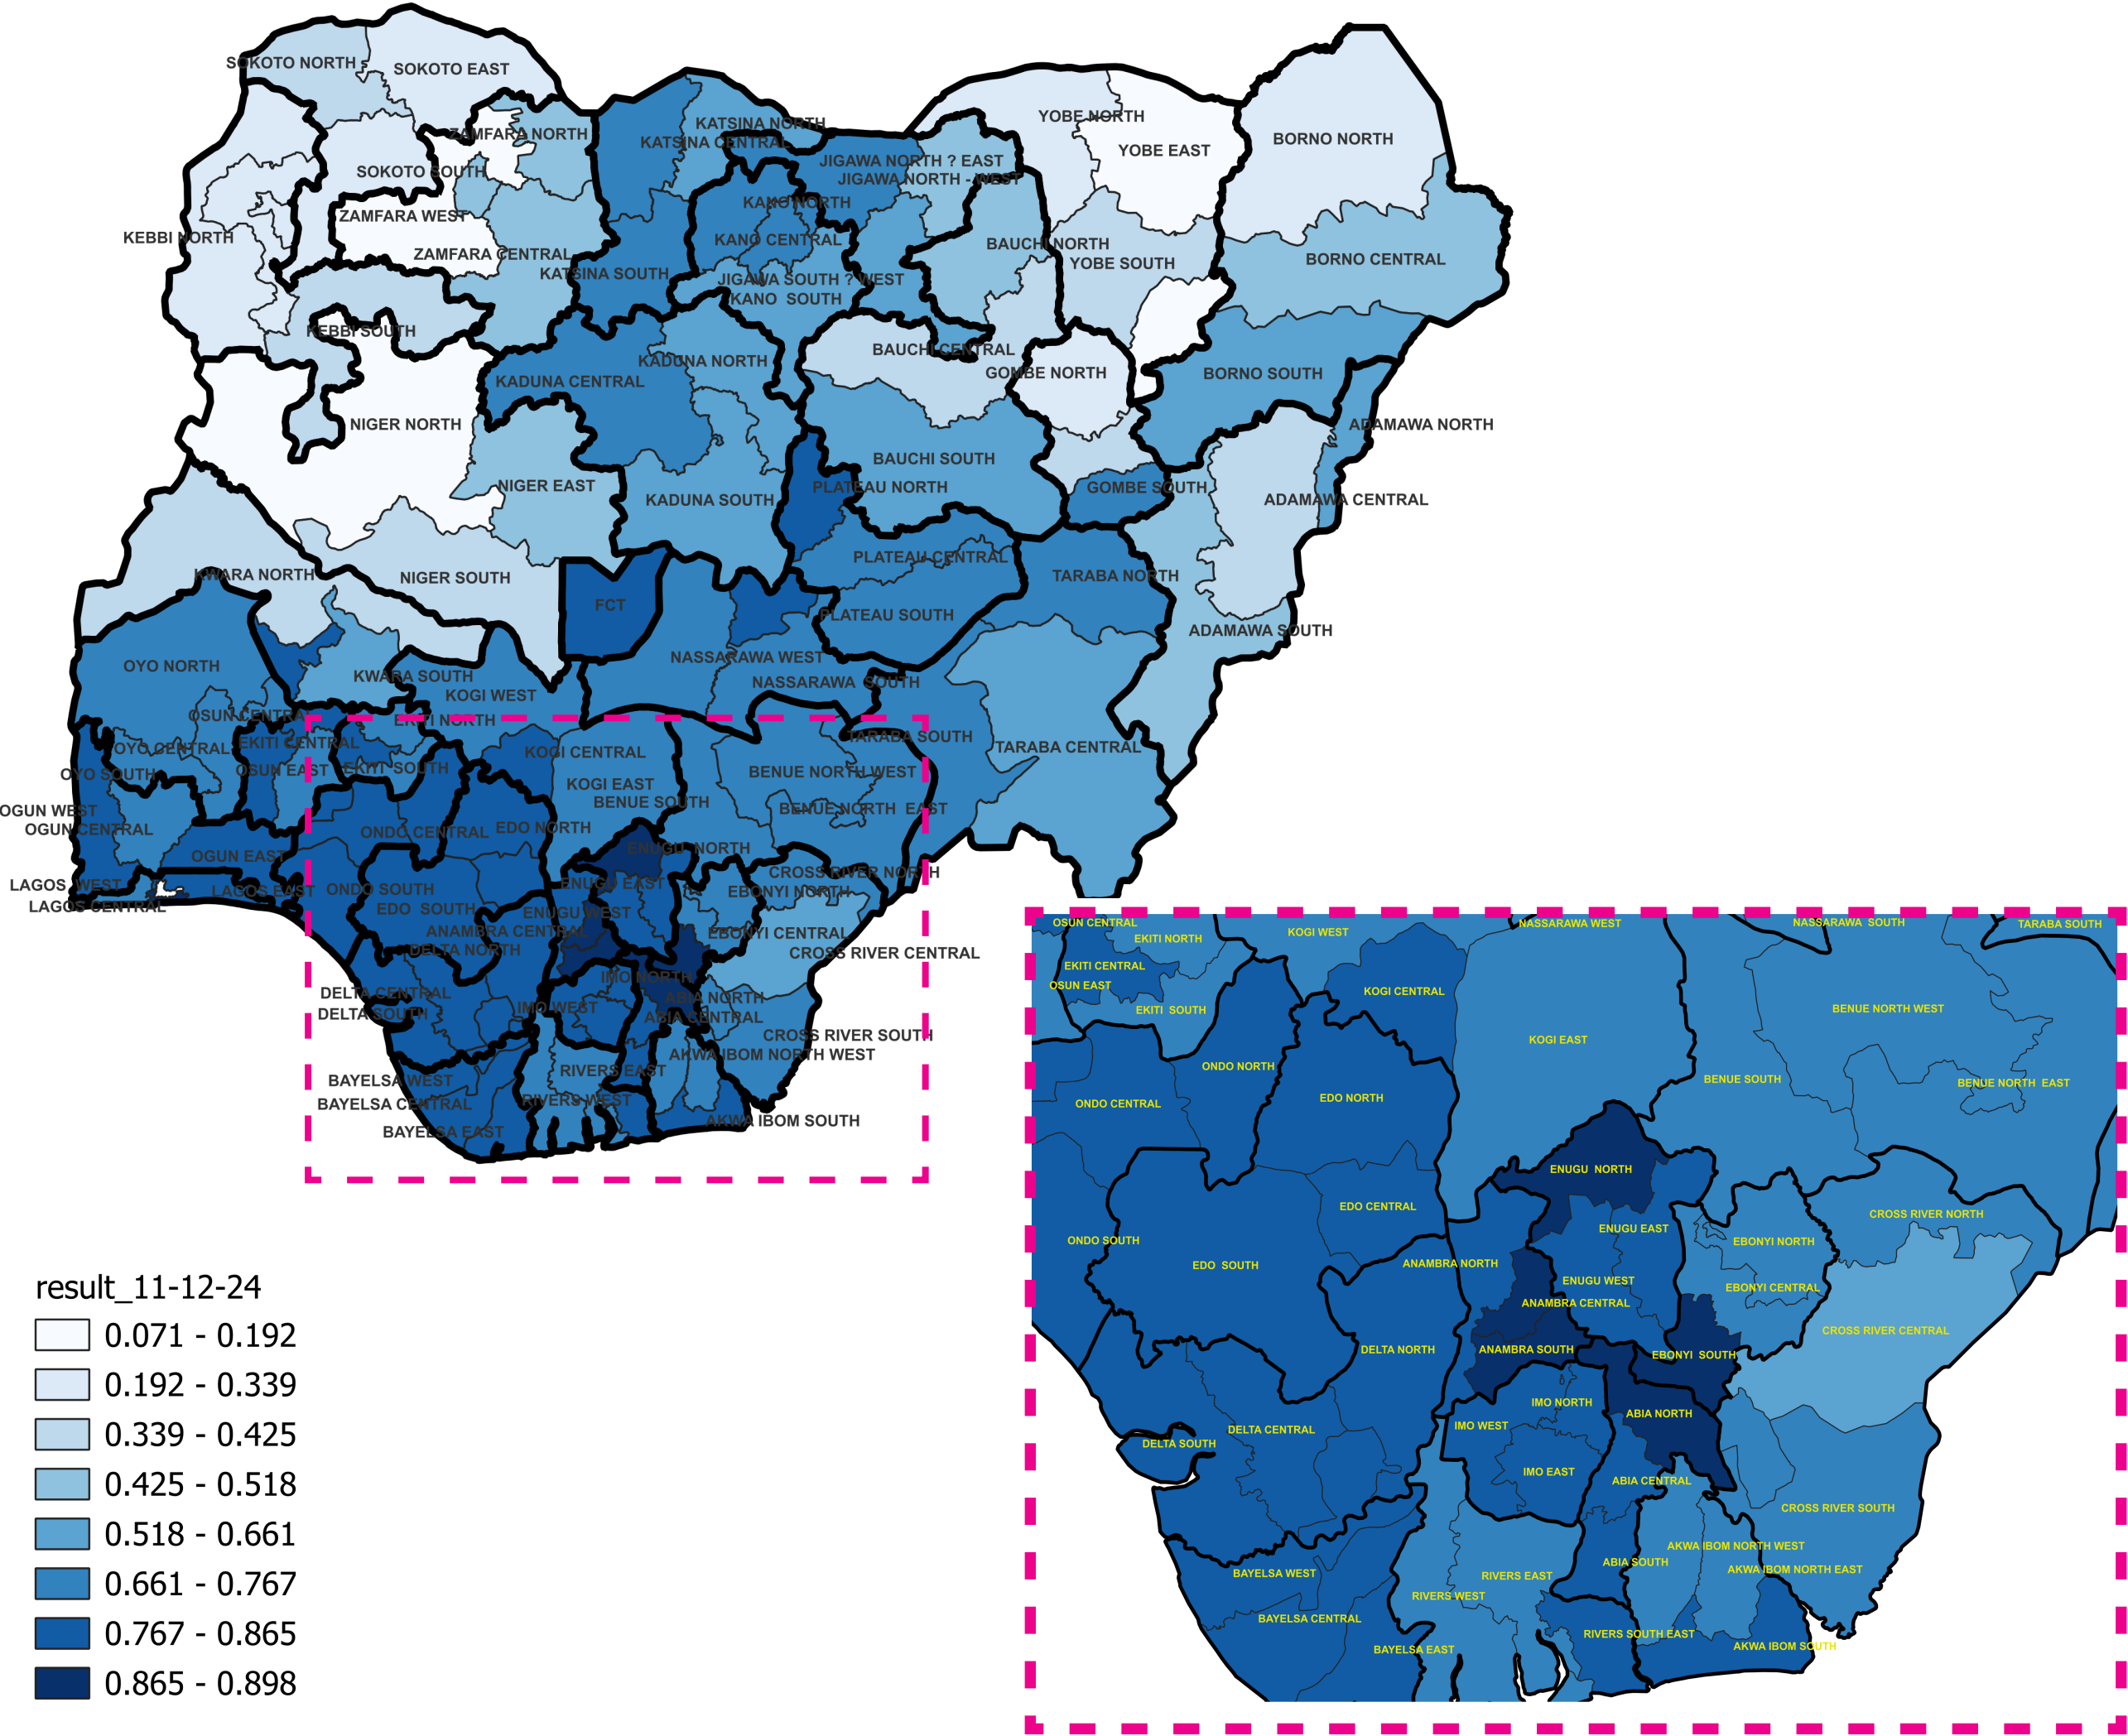 SOKOTO NORTH
SOKOTO EAST
YOBE NORTH
KATSINA NORTH
ZAMFARA NORTH
BORNO NORTH
KATSINA CENTRAL
YOBE EAST
JIGAWA NORTH ? EAST
SOKOTO SOUTH
JIGAWA NORTH - WEST
KANO NORTH
ZAMFARA WEST
KEBBI NORTH
KANO CENTRAL
BAUCHI NORTH
ZAMFARA CENTRAL
BORNO CENTRAL
YOBE SOUTH
KATSINA SOUTH
JIGAWA SOUTH ? WEST
KANO SOUTH
KEBBI SOUTH
BAUCHI CENTRAL
KADUNA NORTH
GOMBE NORTH
BORNO SOUTH
KADUNA CENTRAL
NIGER NORTH
ADAMAWA NORTH
BAUCHI SOUTH
NIGER EAST
PLATEAU NORTH
GOMBE SOUTH
KADUNA SOUTH
ADAMAWA CENTRAL
PLATEAU CENTRAL
KWARA NORTH
NIGER SOUTH
TARABA NORTH
FCT
PLATEAU SOUTH
ADAMAWA SOUTH
NASSARAWA WEST
OYO NORTH
KWARA SOUTH
NASSARAWA SOUTH
KOGI WEST
OSUN CENTRAL
EKITI NORTH
TARABA SOUTH
EKITI CENTRAL
OYO CENTRAL
TARABA CENTRAL
KOGI CENTRAL
EKITI SOUTH
OSUN EAST
OYO SOUTH
BENUE NORTH WEST
KOGI EAST
BENUE SOUTH
OGUN WEST
BENUE NORTH EAST
OGUN CENTRAL
EDO NORTH
ONDO CENTRAL
ENUGU NORTH
OGUN EAST
CROSS RIVER NORTH
LAGOS WEST
ENUGU EAST
LAGOS EAST
ONDO SOUTH
EBONYI NORTH
LAGOS CENTRAL
EDO SOUTH
ENUGU WEST
ANAMBRA CENTRAL
EBONYI CENTRAL
DELTA NORTH
CROSS RIVER CENTRAL
IMO NORTH
DELTA CENTRAL
ABIA NORTH
IMO WEST
DELTA SOUTH
ABIA CENTRAL
CROSS RIVER SOUTH
AKWA IBOM NORTH WEST
RIVERS EAST
BAYELSA WEST
RIVERS WEST
BAYELSA CENTRAL
AKWA IBOM SOUTH
BAYELSA EAST
OSUN CENTRAL
NASSARAWA WEST
NASSARAWA SOUTH
TARABA SOUTH
KOGI WEST
EKITI NORTH
EKITI CENTRAL
OSUN EAST
KOGI CENTRAL
EKITI SOUTH
BENUE NORTH WEST
KOGI EAST
ONDO NORTH
BENUE SOUTH
BENUE NORTH EAST
EDO NORTH
ONDO CENTRAL
ENUGU NORTH
EDO CENTRAL
CROSS RIVER NORTH
ENUGU EAST
ONDO SOUTH
EBONYI NORTH
EDO SOUTH
ANAMBRA NORTH
ENUGU WEST
EBONYI CENTRAL
ANAMBRA CENTRAL
CROSS RIVER CENTRAL
DELTA NORTH
ANAMBRA SOUTH
EBONYI SOUTH
IMO NORTH
ABIA NORTH
IMO WEST
DELTA CENTRAL
DELTA SOUTH
IMO EAST
ABIA CENTRAL
CROSS RIVER SOUTH
AKWA IBOM NORTH WEST
ABIA SOUTH
AKWA IBOM NORTH EAST
BAYELSA WEST
RIVERS EAST
RIVERS WEST
BAYELSA CENTRAL
RIVERS SOUTH EAST
AKWA IBOM SOUTH
BAYELSA EAST
result_11-12-24
0.071 - 0.192
0.192 - 0.339
0.339 - 0.425
0.425 - 0.518
0.518 - 0.661
0.661 - 0.767
0.767 - 0.865
0.865 - 0.898